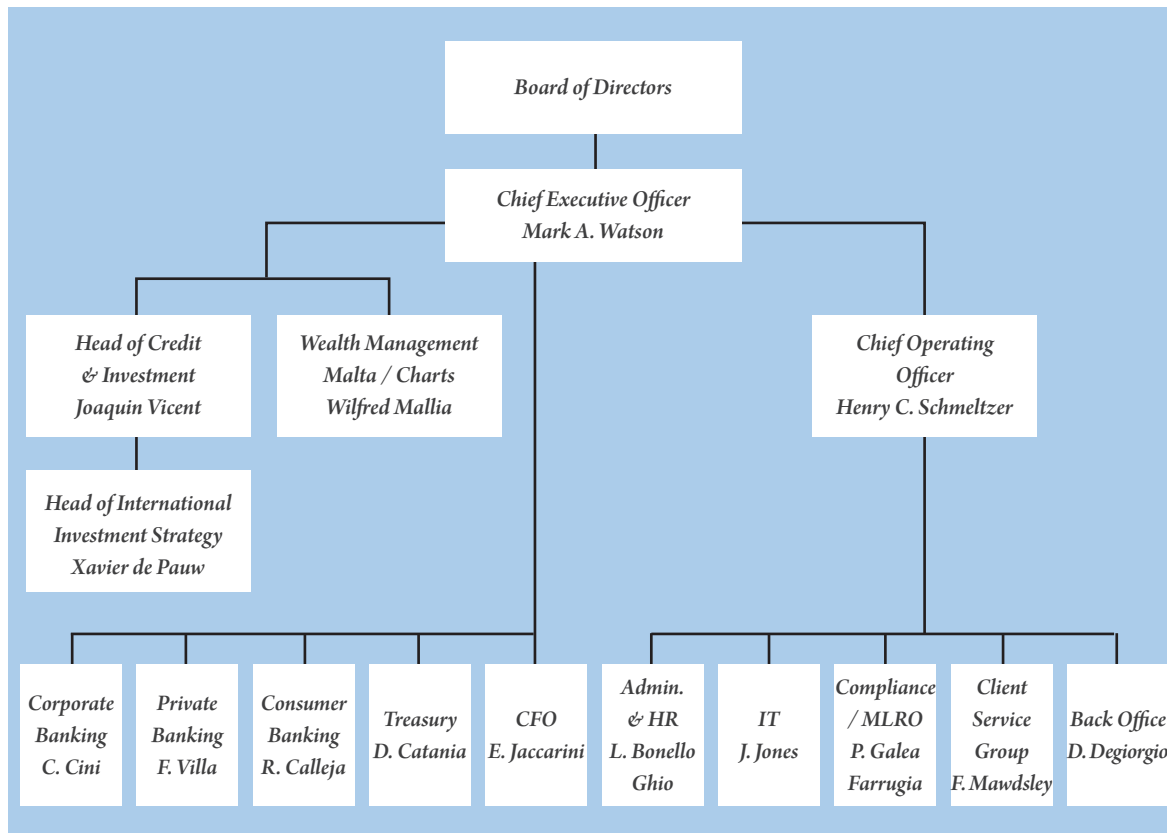 Board of Directors
Chief Executive Officer
Mark A. Watson
Head of Credit
& Investment
Joaquin Vicent
Wealth Management
Malta / Charts
Wilfred Mallia
Chief Operating
Officer
Henry C. Schmeltzer
Head of International
Investment Strategy
Xavier de Pauw
Corporate
Banking
C. Cini
Private
Banking
F. Villa
Consumer
Banking
R. Calleja
Treasury
D. Catania
CFO
E. Jaccarini
Admin.
& HR
L. Bonello
Ghio
IT
J. Jones
Compliance
/ MLRO
P. Galea
Farrugia
Client
Service
Group
F. Mawdsley
Back Office
D. Degiorgio